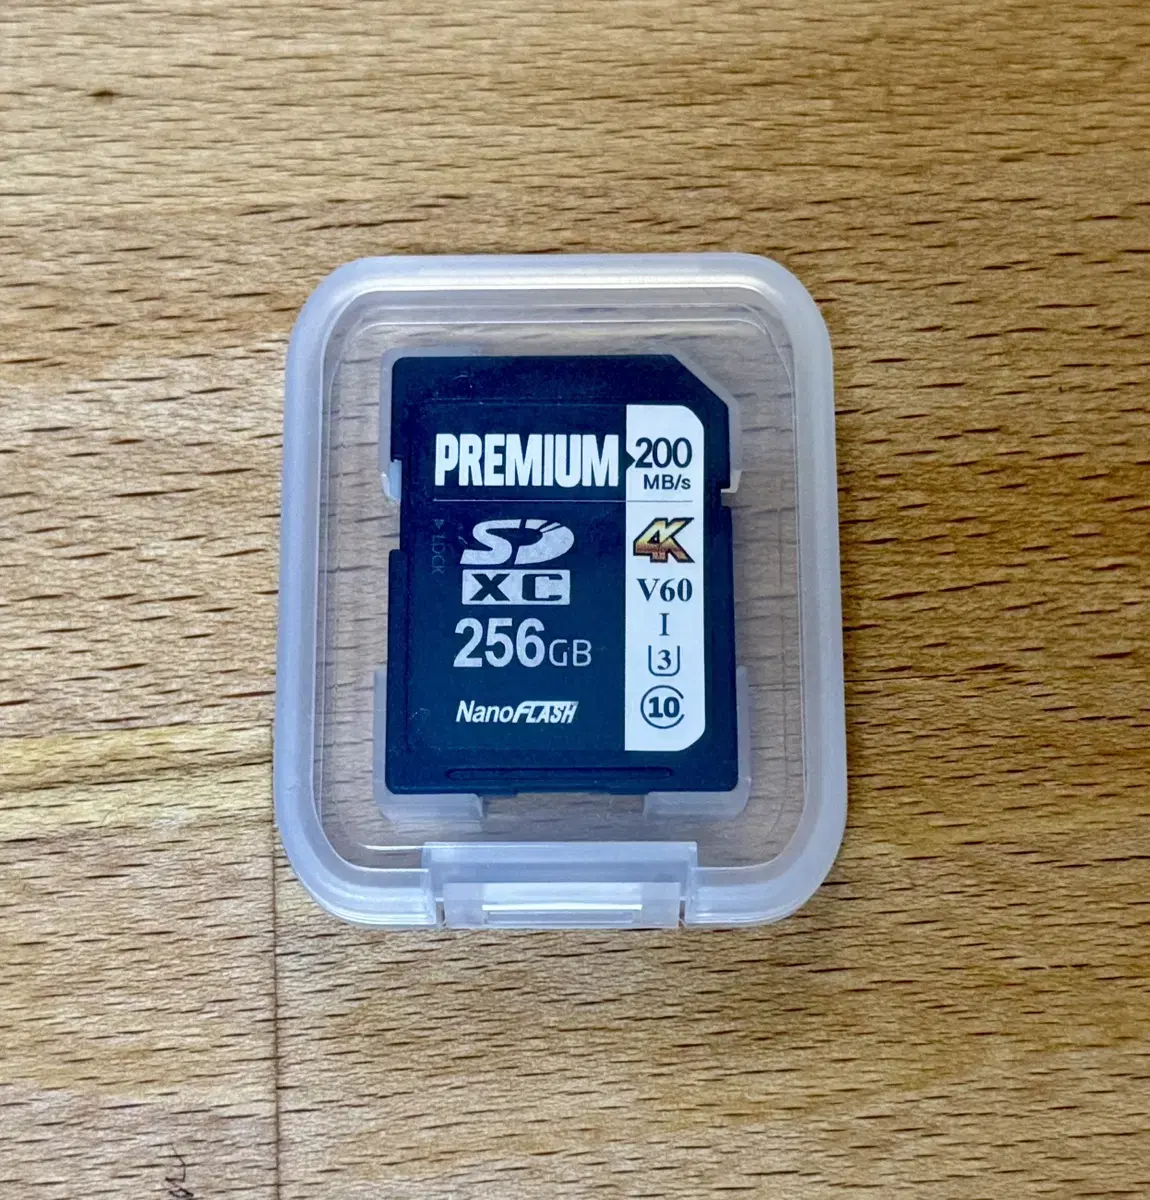 PREMIUM 200
MB/s
SD
XC
256GB
NanoFLASH
LOCK
4K
V60
I
3
10